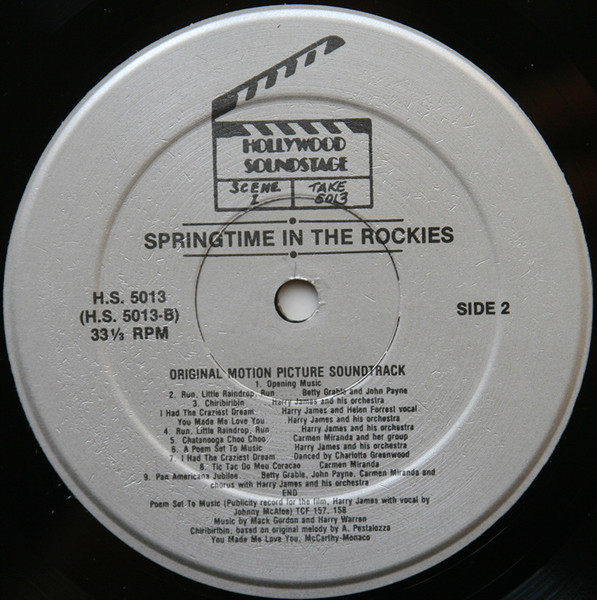 HOLLYWOOD
SOUNDSTAGE
SCENE TAKE
I 5013
SPRINGTIME IN THE ROCKIES
H.S. 5013
(H.S. 5013-B)
33⅓ RPM
SIDE 2
ORIGINAL MOTION PICTURE SOUNDTRACK
1. Opening Music
2. Run, Little Raindrop, Run Betty Grable and John Payne
3. Chiribiribin Harry James and his orchestra
I Had The Craziest Dream Harry James and Helen Forrest vocal
You Made Me Love You Harry James and his orchestra
4. Run, Little Raindrop, Run Harry James and his orchestra
5. Chatanooga Choo Choo Carmen Miranda and her group
6. A Poem Set To Music Harry James and his orchestra
7. I Had The Craziest Dream Danced by Charlotte Greenwood
8. Tic Tac Do Meu Coracao Carmen Miranda
9. Pan Americana Jubilee Betty Grable, John Payne, Carmen Miranda and
chorus with Harry James and his orchestra
END
Poem Set To Music (Publicity record for the film, Harry James with vocal by
Johnny McAfee) TCF 157, 158
Music by Mack Gordon and Harry Warren
Chiribiribin, based on original melody by A. Pestalozza
You Made Me Love You, McCarthy-Monaco